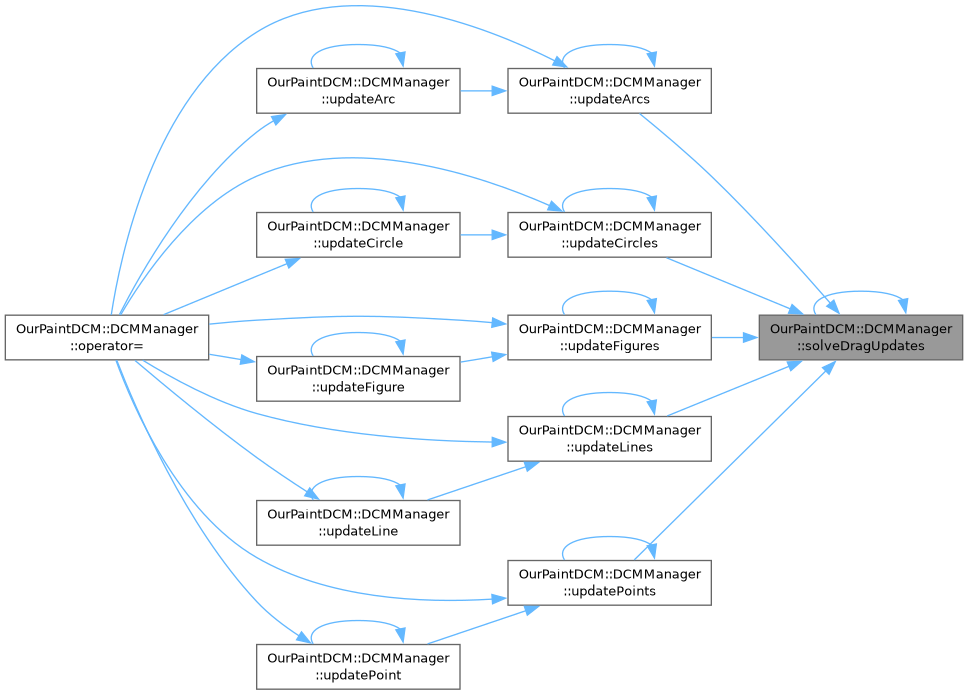 OurPaintDCM::DCMManager
::updateArc
OurPaintDCM::DCMManager
::updateArcs
OurPaintDCM::DCMManager
::updateCircle
OurPaintDCM::DCMManager
::updateCircles
OurPaintDCM::DCMManager
::operator=
OurPaintDCM::DCMManager
::updateFigures
OurPaintDCM::DCMManager
::solveDragUpdates
OurPaintDCM::DCMManager
::updateFigure
OurPaintDCM::DCMManager
::updateLines
OurPaintDCM::DCMManager
::updateLine
OurPaintDCM::DCMManager
::updatePoints
OurPaintDCM::DCMManager
::updatePoint